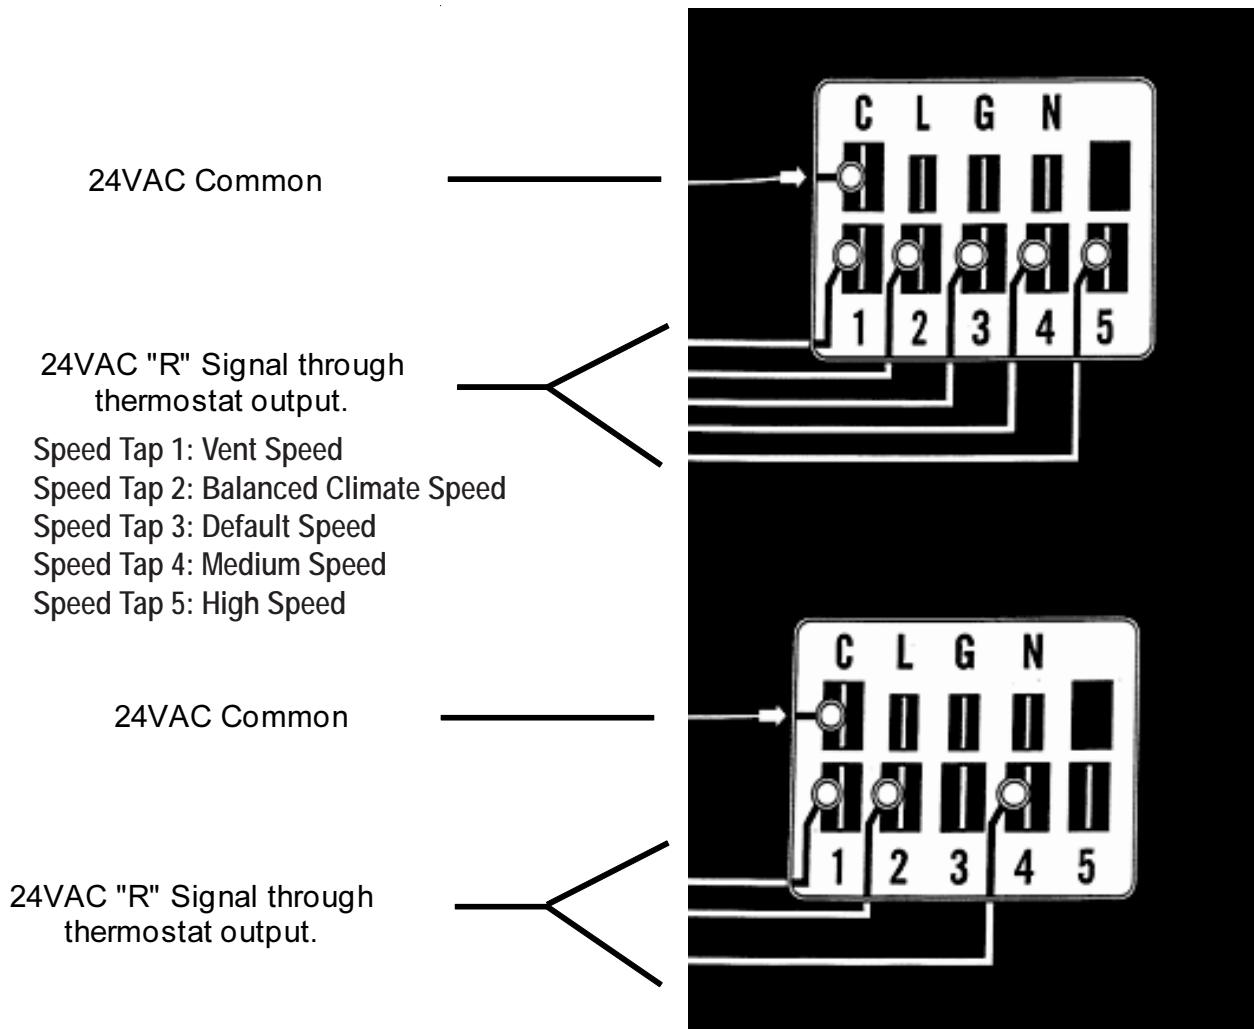 C L G N
24VAC Common
1 2 3 4 5
24VAC "R" Signal through
thermostat output.
Speed Tap 1: Vent Speed
Speed Tap 2: Balanced Climate Speed
Speed Tap 3: Default Speed
Speed Tap 4: Medium Speed
Speed Tap 5: High Speed
C L G N
24VAC Common
1 2 3 4 5
24VAC "R" Signal through
thermostat output.